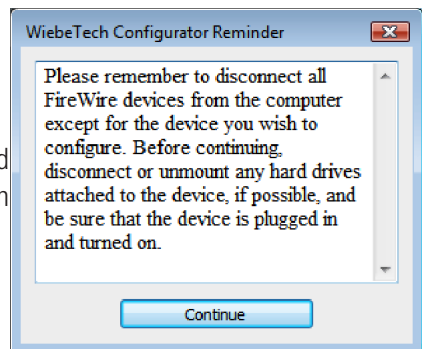 WiebeTech Configurator Reminder
Please remember to disconnect all
FireWire devices from the computer
except for the device you wish to
configure. Before continuing,
disconnect or unmount any hard drives
attached to the device, if possible, and
be sure that the device is plugged in
and turned on.
Continue